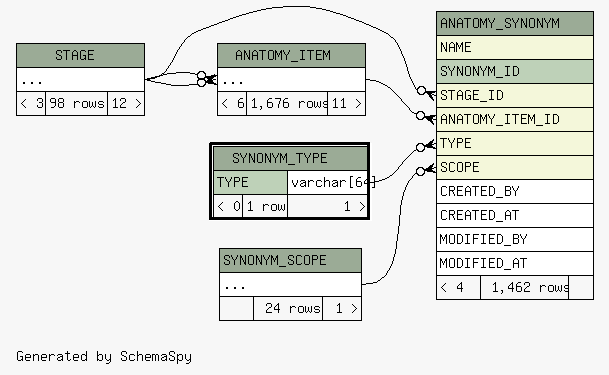 STAGE
...
< 3 98 rows 12 >
ANATOMY_ITEM
...
< 6 1,676 rows 11 >
SYNONYM_TYPE
TYPE varchar[64]
< 0 1 row 1 >
SYNONYM_SCOPE
...
24 rows 1 >
ANATOMY_SYNONYM
NAME
SYNONYM_ID
STAGE_ID
ANATOMY_ITEM_ID
TYPE
SCOPE
CREATED_BY
CREATED_AT
MODIFIED_BY
MODIFIED_AT
< 4 1,462 rows
Generated by SchemaSpy